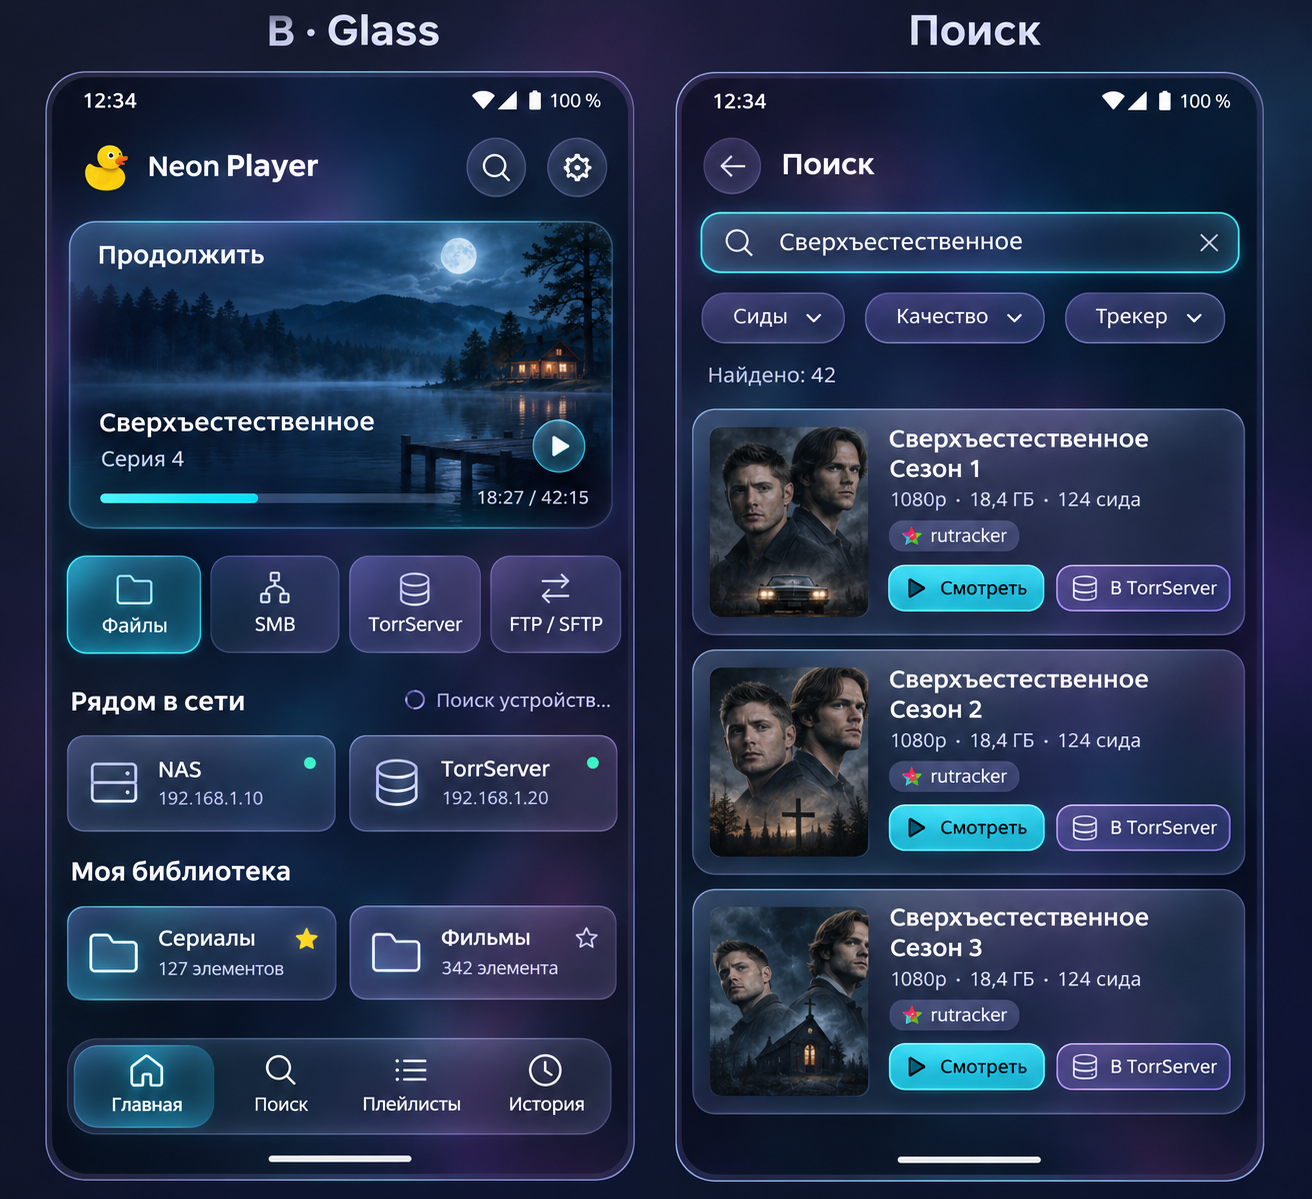 B · Glass
12:34
100 %
Neon Player
Продолжить
Сверхъестественное
Серия 4
18:27 / 42:15
Файлы
SMB
TorrServer
FTP / SFTP
Рядом в сети
Поиск устройств...
NAS
192.168.1.10
TorrServer
192.168.1.20
Моя библиотека
Сериалы
127 элементов
Фильмы
342 элемента
Главная
Поиск
Плейлисты
История
Поиск
12:34
100 %
Поиск
Сверхъестественное
Сиды
Качество
Трекер
Найдено: 42
Сверхъестественное
Сезон 1
1080p · 18,4 ГБ · 124 сида
rutracker
Смотреть
В TorrServer
Сверхъестественное
Сезон 2
1080p · 18,4 ГБ · 124 сида
rutracker
Смотреть
В TorrServer
Сверхъестественное
Сезон 3
1080p · 18,4 ГБ · 124 сида
rutracker
Смотреть
В TorrServer